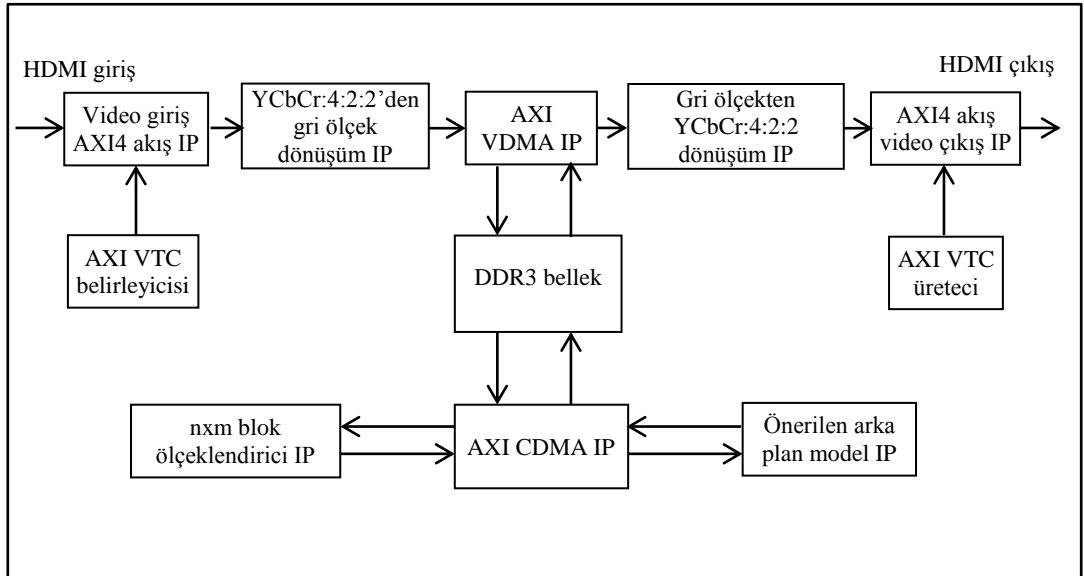 HDMI giriş
HDMI çıkış
Video giriş
AXI4 akış IP
YCbCr:4:2:2’den
gri ölçek
dönüşüm IP
AXI
VDMA IP
Gri ölçekten
YCbCr:4:2:2
dönüşüm IP
AXI4 akış
video çıkış IP
AXI VTC
belirleyicisi
DDR3 bellek
AXI VTC
üreteci
nxm blok
ölçeklendirici IP
AXI CDMA IP
Önerilen arka
plan model IP